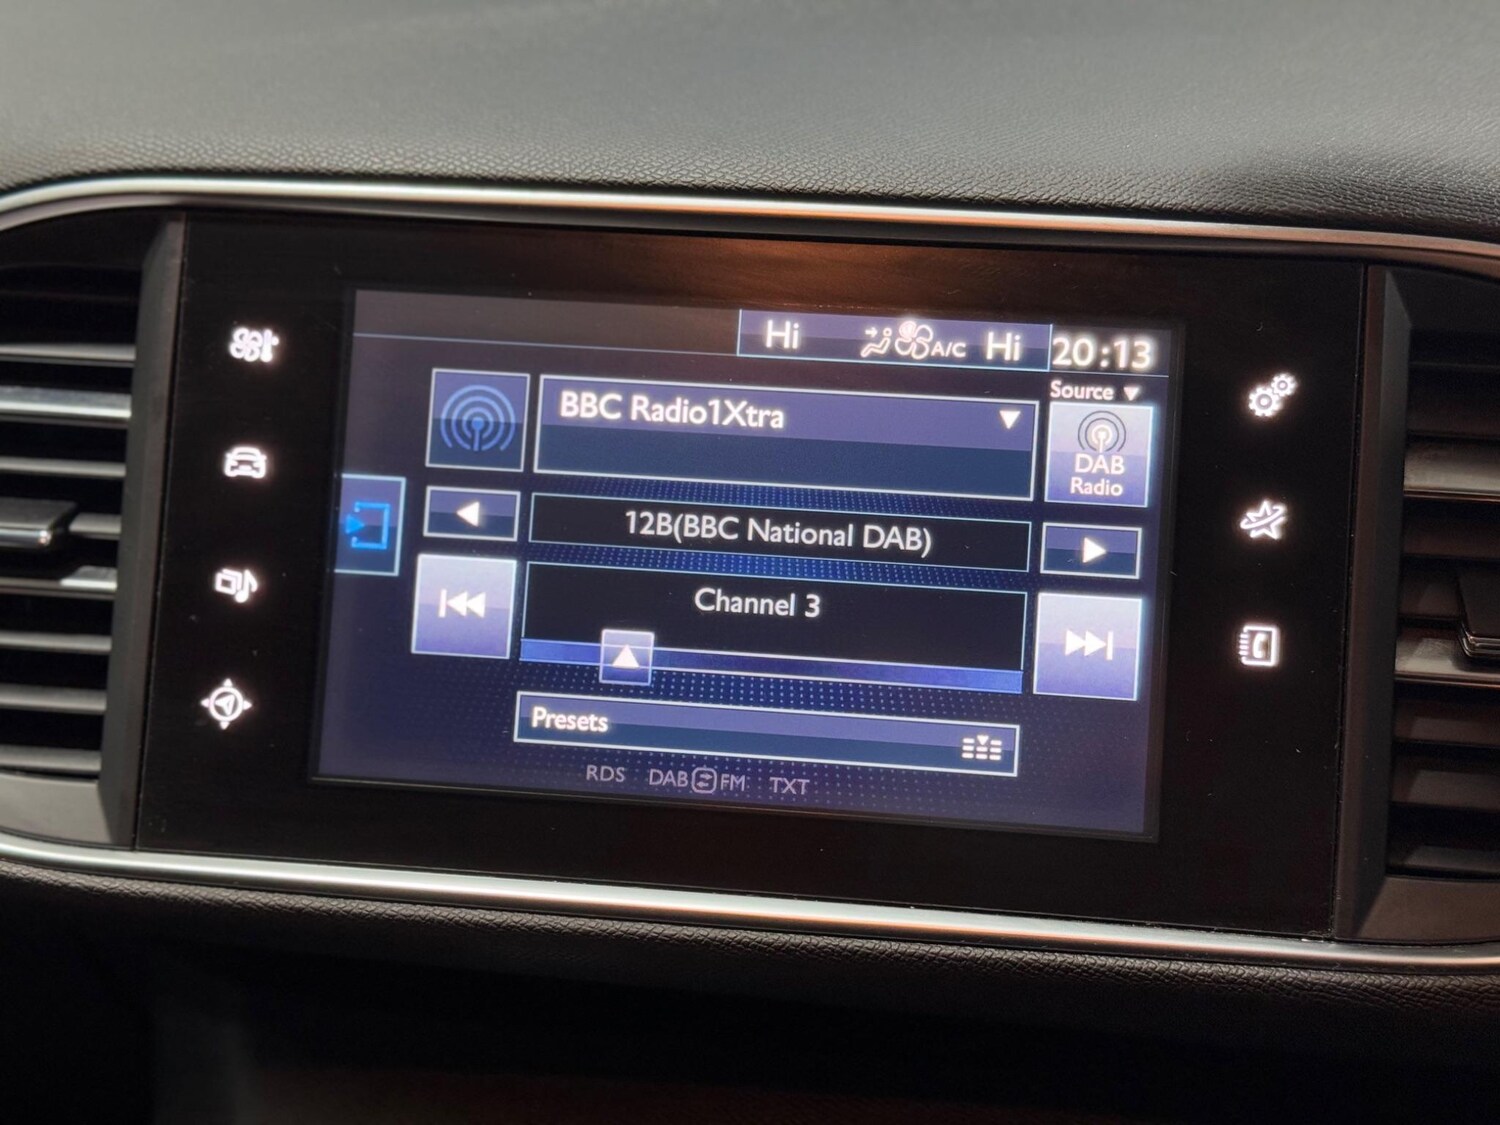 Hi A/C Hi 20:13
Source
BBC Radio1Xtra
DAB
Radio
12B(BBC National DAB)
Channel 3
Presets
RDS DAB FM TXT